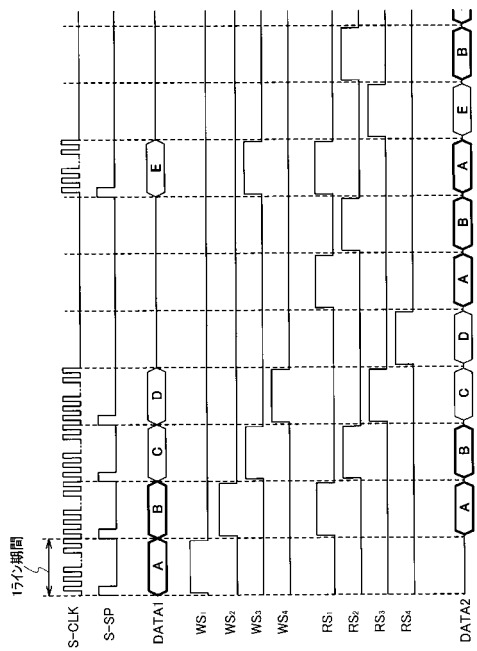 1ライン期間
S-CLK
S-SP
DATA1 A B C D E
WS1
WS2
WS3
WS4
RS1
RS2
RS3
RS4
DATA2 A B C D A B A E B